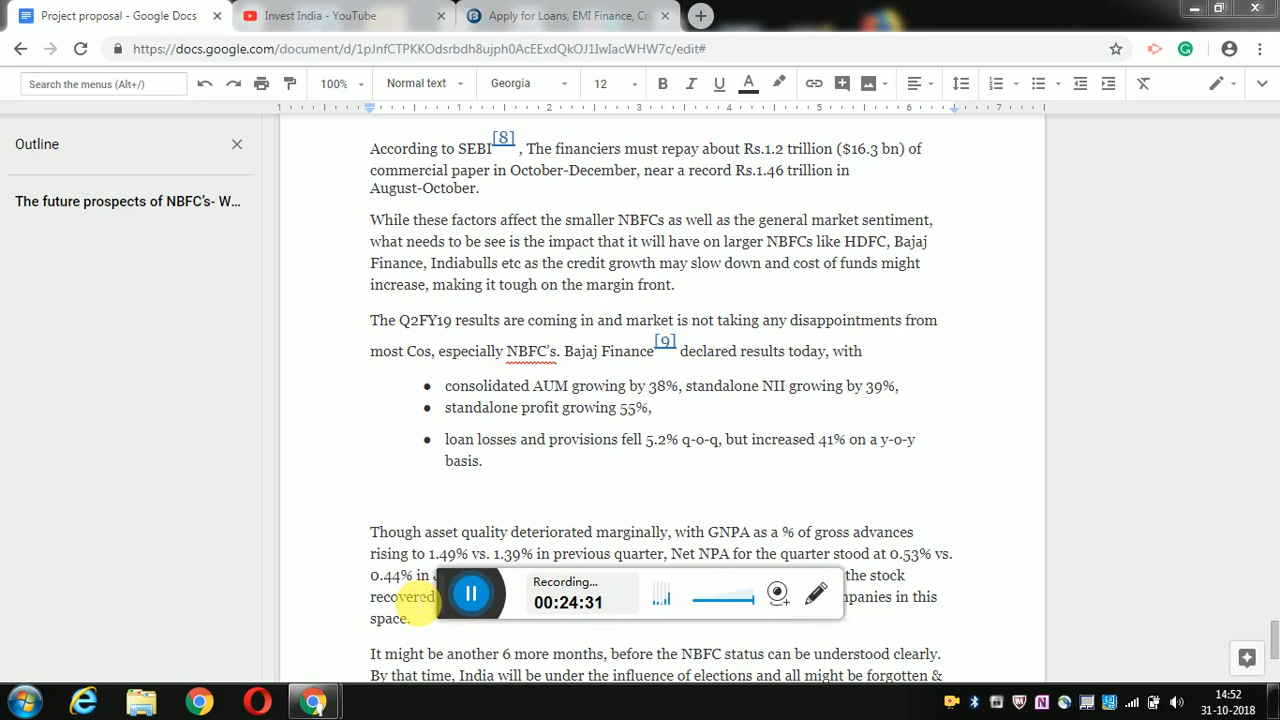 Project proposal - Google Docs
Invest India - YouTube
Apply for Loans, EMI Finance, Cre
https://docs.google.com/document/d/1pJnfCTPKKOdsrbdh8ujph0AcEExdQkOJ1IwIacWHW7c/edit#
Search the menus (Alt+/)
100%
Normal text
Georgia
12
B I U A
1 1 2 3 4 5 6 7
Outline
The future prospects of NBFC's- W...
According to SEBI[8] , The financiers must repay about Rs.1.2 trillion ($16.3 bn) of
commercial paper in October-December, near a record Rs.1.46 trillion in
August-October.
While these factors affect the smaller NBFCs as well as the general market sentiment,
what needs to be see is the impact that it will have on larger NBFCs like HDFC, Bajaj
Finance, Indiabulls etc as the credit growth may slow down and cost of funds might
increase, making it tough on the margin front.
The Q2FY19 results are coming in and market is not taking any disappointments from
most Cos, especially NBFC's. Bajaj Finance[9] declared results today, with
● consolidated AUM growing by 38%, standalone NII growing by 39%,
● standalone profit growing 55%,
● loan losses and provisions fell 5.2% q-o-q, but increased 41% on a y-o-y
basis.
Though asset quality deteriorated marginally, with GNPA as a % of gross advances
rising to 1.49% vs. 1.39% in previous quarter, Net NPA for the quarter stood at 0.53% vs.
0.44% in the stock
recovered companies in this
space.
Recording...
00:24:31
It might be another 6 more months, before the NBFC status can be understood clearly.
By that time, India will be under the influence of elections and all might be forgotten &
14:52
31-10-2018